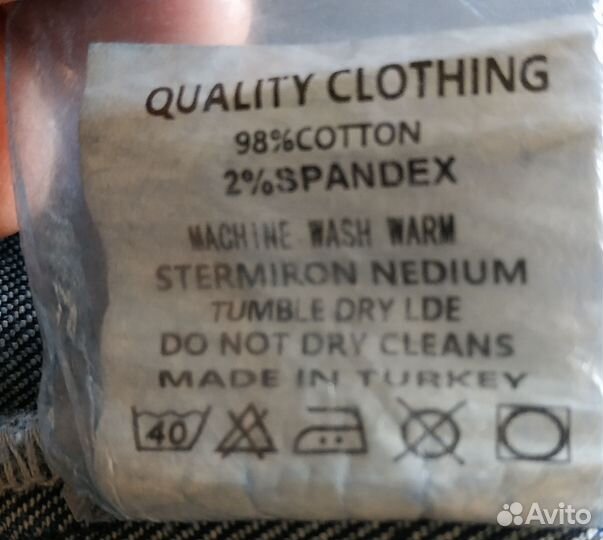 QUALITY CLOTHING
98%COTTON
2%SPANDEX
MACHINE WASH WARM
STERMIRON NEDIUM
TUMBLE DRY LDE
DO NOT DRY CLEANS
MADE IN TURKEY
40
Avito